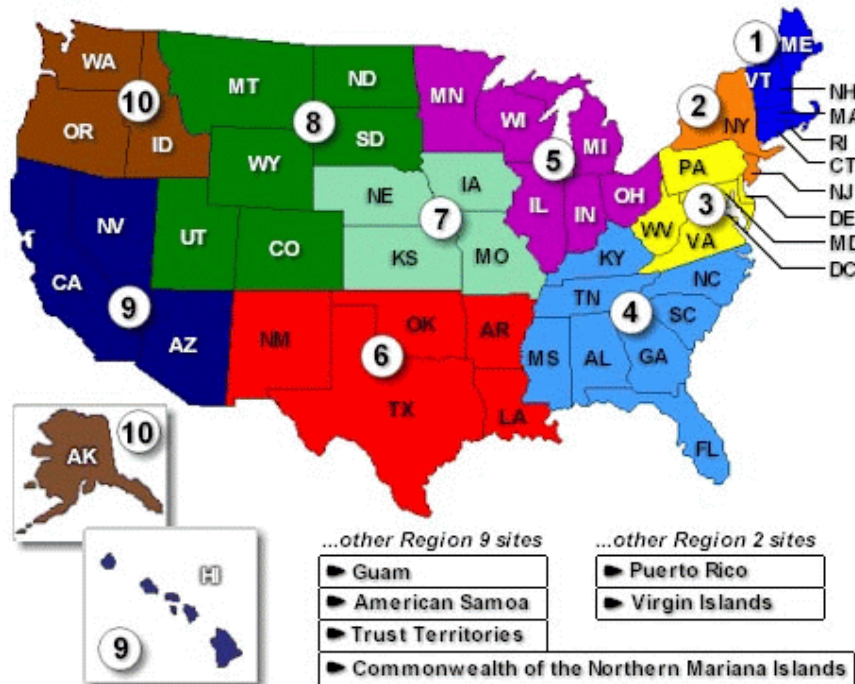 1
ME
WA
VT
MT
ND
NH
10
MN
2
MA
OR
8
WI
NY
RI
ID
SD
MI
CT
WY
5
PA
NJ
IA
NE
OH
DE
NV
7
IL
IN
3
WV
MD
UT
CO
VA
KS
MO
KY
DC
CA
NC
9
TN
4
AZ
NM
OK
AR
SC
6
MS
AL
GA
TX
LA
FL
10
AK
HI
9
...other Region 9 sites
Guam
American Samoa
Trust Territories
Commonwealth of the Northern Mariana Islands
...other Region 2 sites
Puerto Rico
Virgin Islands